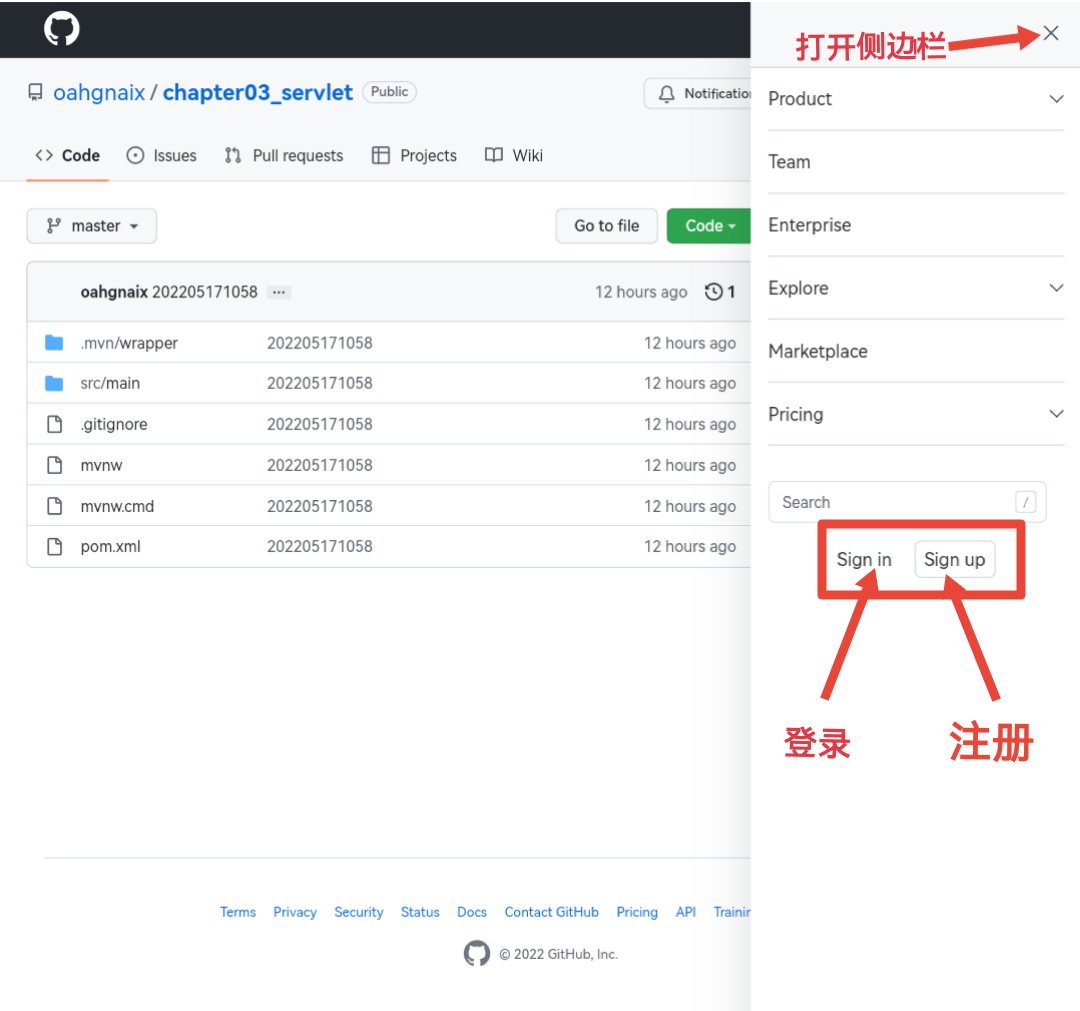 打开侧边栏
oahgnaix / chapter03_servlet Public
Notification
Code Issues Pull requests Projects Wiki
master Go to file Code
oahgnaix 202205171058 ... 12 hours ago 1
.mvn/wrapper 202205171058 12 hours ago
src/main 202205171058 12 hours ago
.gitignore 202205171058 12 hours ago
mvnw 202205171058 12 hours ago
mvnw.cmd 202205171058 12 hours ago
pom.xml 202205171058 12 hours ago
Product
Team
Enterprise
Explore
Marketplace
Pricing
Search /
Sign in Sign up
登录 注册
Terms Privacy Security Status Docs Contact GitHub Pricing API Trainin
© 2022 GitHub, Inc.